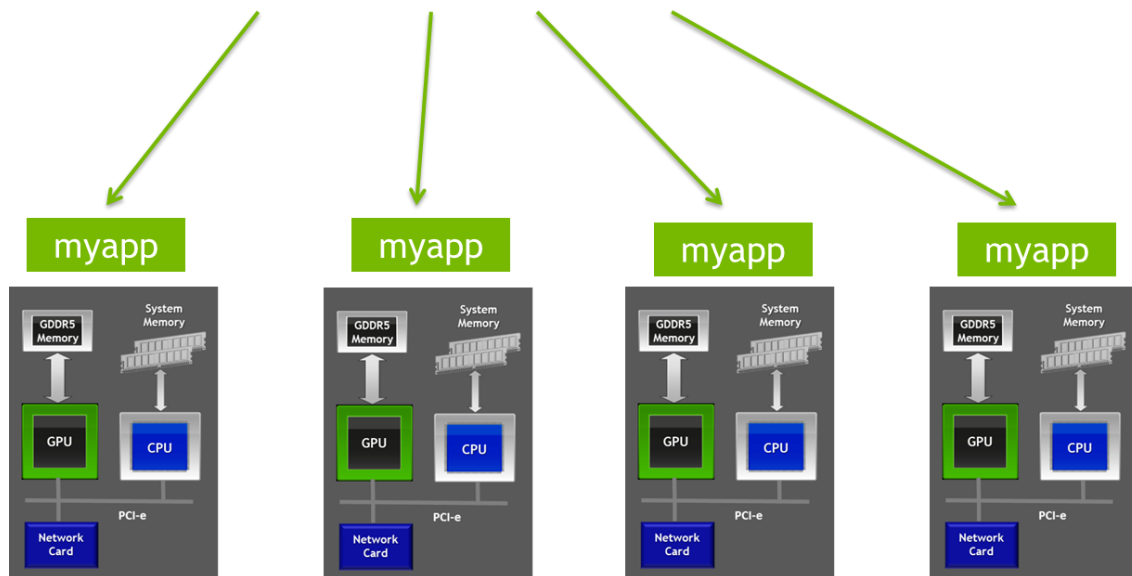 myapp
myapp
myapp
myapp
GDDR5
Memory
System
Memory
GPU
CPU
PCI-e
Network
Card
GDDR5
Memory
System
Memory
GPU
CPU
PCI-e
Network
Card
GDDR5
Memory
System
Memory
GPU
CPU
PCI-e
Network
Card
GDDR5
Memory
System
Memory
GPU
CPU
PCI-e
Network
Card